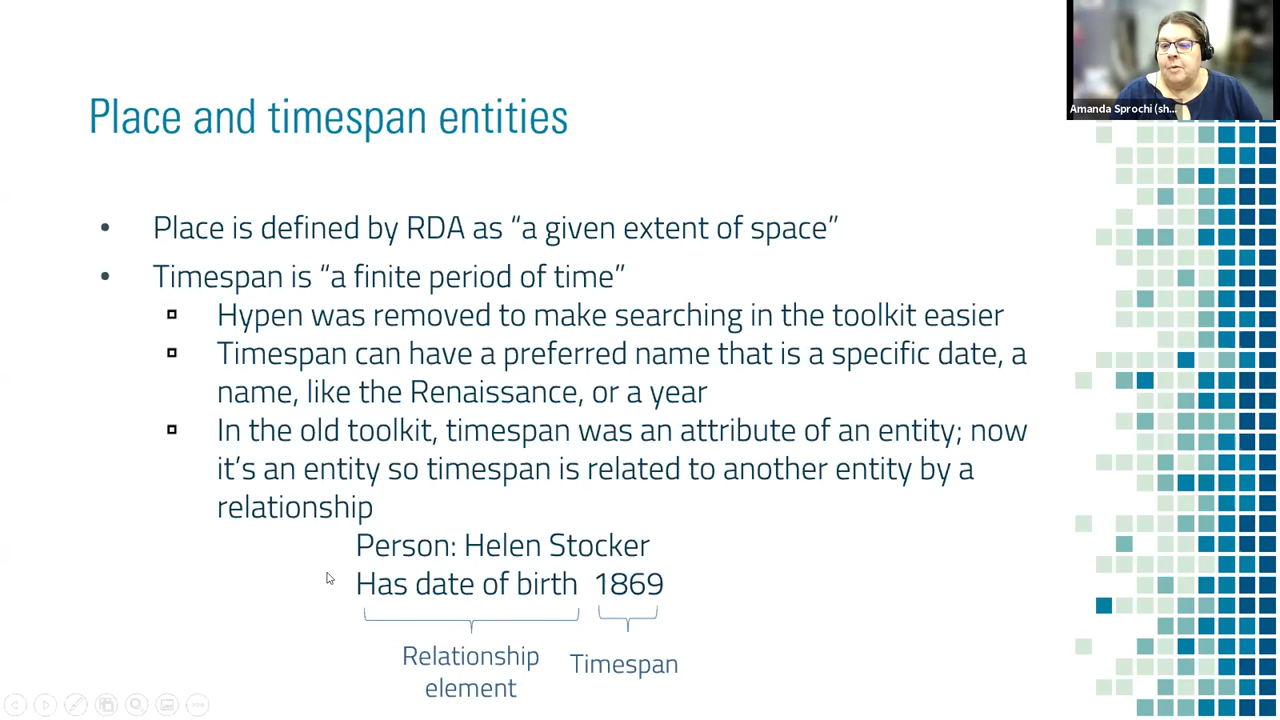 Amanda Sprochi (sh...
Place and timespan entities
• Place is defined by RDA as “a given extent of space”
• Timespan is “a finite period of time”
Hypen was removed to make searching in the toolkit easier
Timespan can have a preferred name that is a specific date, a
name, like the Renaissance, or a year
In the old toolkit, timespan was an attribute of an entity; now
it’s an entity so timespan is related to another entity by a
relationship
Person: Helen Stocker
Has date of birth 1869
Relationship
element
Timespan